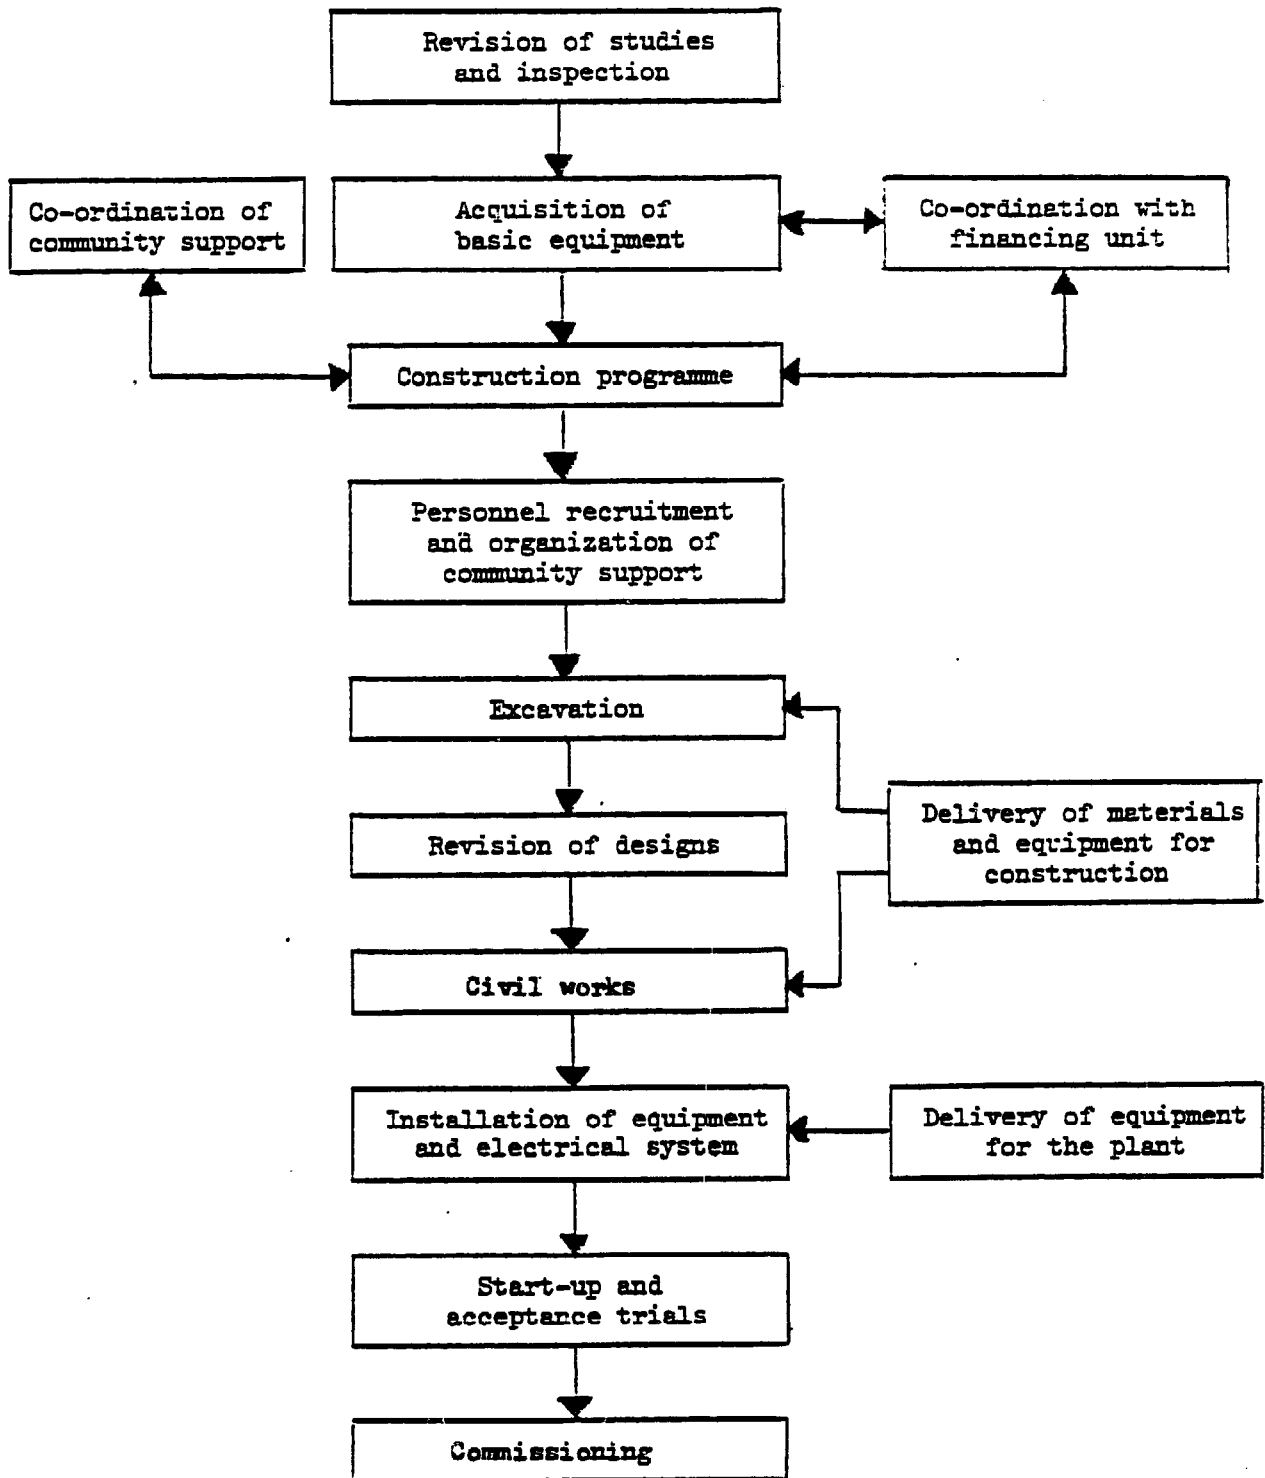 Revision of studies
and inspection
Co-ordination of
community support
Acquisition of
basic equipment
Co-ordination with
financing unit
Construction programme
Personnel recruitment
and organization of
community support
Excavation
Revision of designs
Delivery of materials
and equipment for
construction
Civil works
Installation of equipment
and electrical system
Delivery of equipment
for the plant
Start-up and
acceptance trials
Commissioning